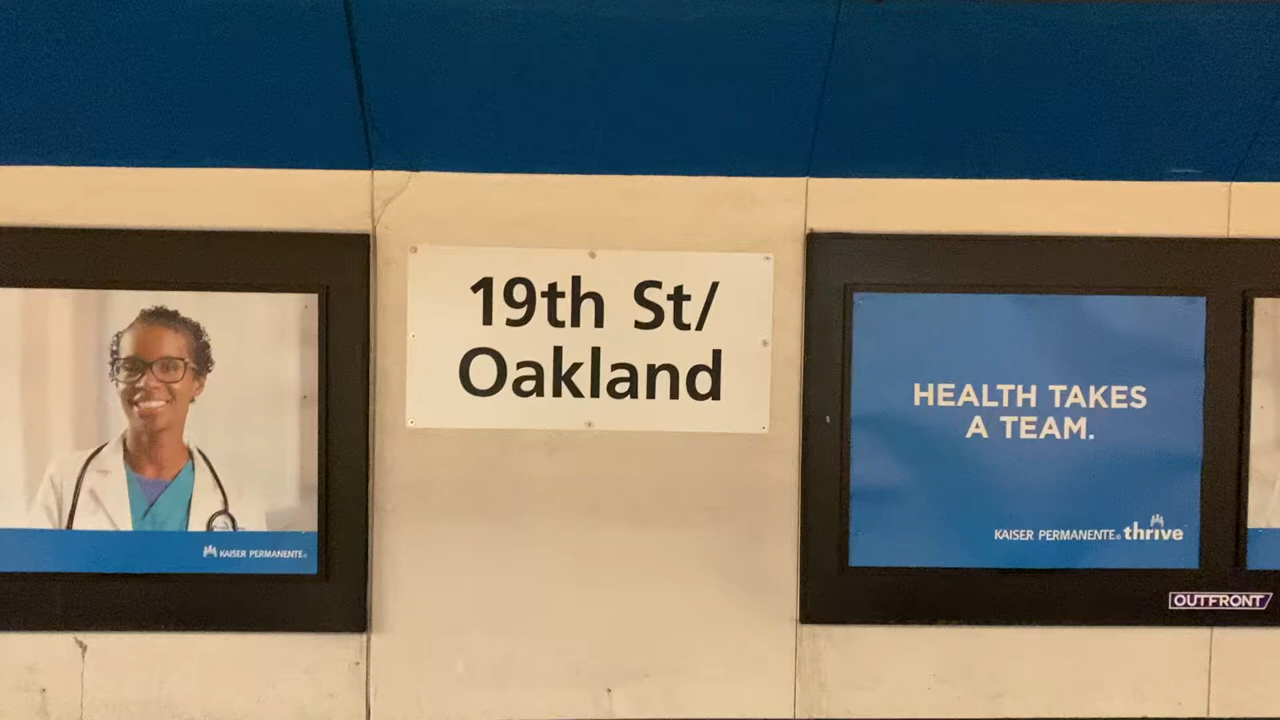 19th St/
Oakland
KAISER PERMANENTE®
HEALTH TAKES
A TEAM.
KAISER PERMANENTE® thrive
OUTFRONT/